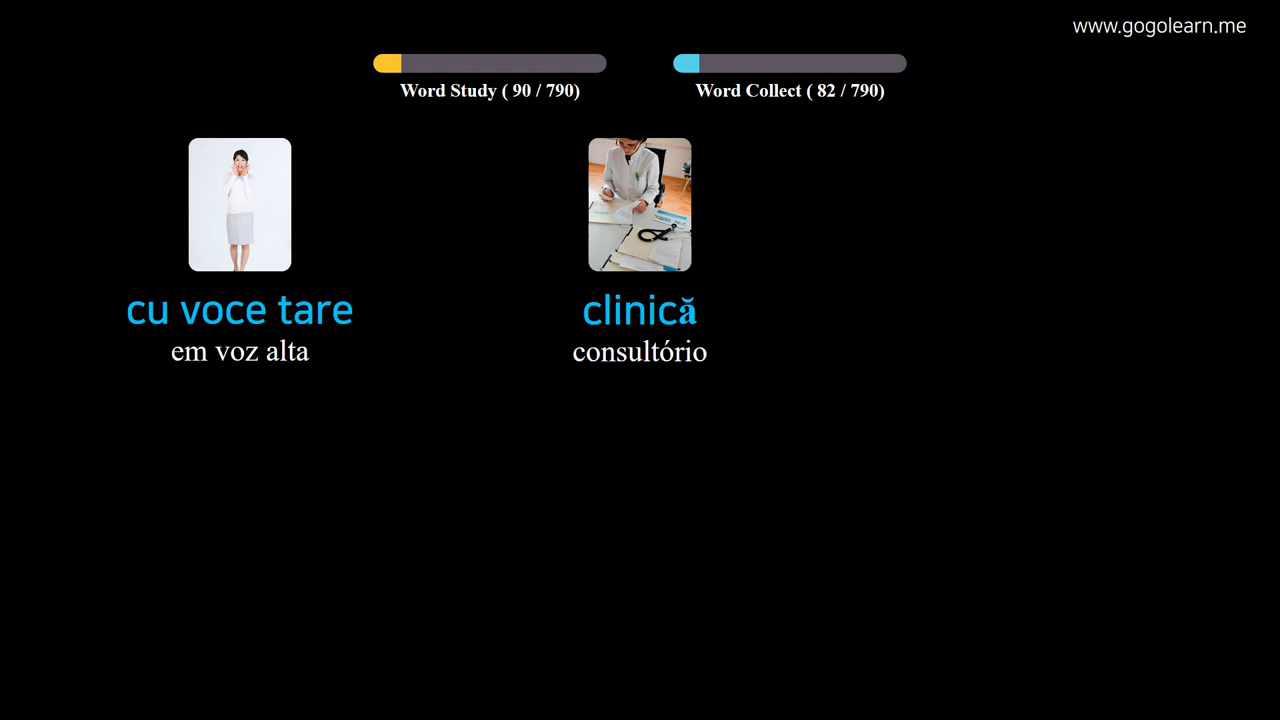 www.gogolearn.me
Word Study ( 90 / 790)
Word Collect ( 82 / 790)
cu voce tare
em voz alta
clinică
consultório